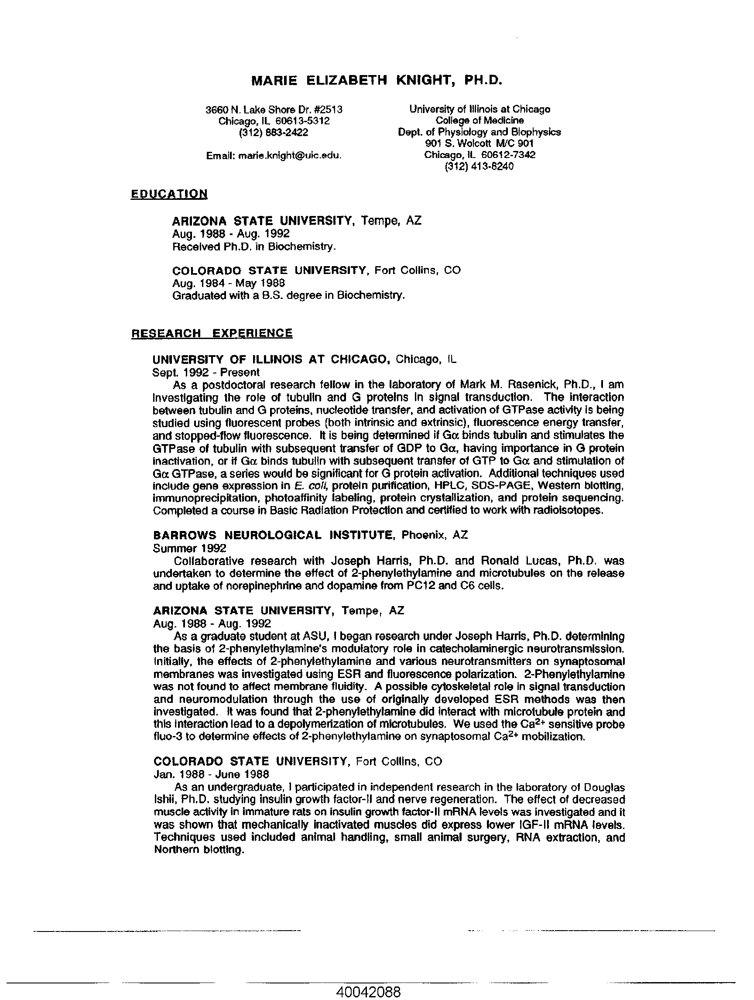 MARIE ELIZABETH KNIGHT, PH.D.
3660 N. Lake Shore Dr. #2513
Chicago, IL 60613-5312
(312) 883-2422
Email: marie.knight@uic.edu.
University of Illinois at Chicago
College of Medicine
Dept. of Physiology and Biophysics
901 S. Wolcott M/C 901
Chicago, IL 60612-7342
(312) 413-8240
EDUCATION
ARIZONA STATE UNIVERSITY, Tempe, AZ
Aug. 1988 - Aug. 1992
Received Ph.D. in Biochemistry.
COLORADO STATE UNIVERSITY, Fort Collins, CO
Aug. 1984 - May 1988
Graduated with a B.S. degree in Biochemistry.
RESEARCH EXPERIENCE
UNIVERSITY OF ILLINOIS AT CHICAGO, Chicago, IL
Sept. 1992 - Present
As a postdoctoral research fellow in the laboratory of Mark M. Rasenick, Ph.D., I am
investigating the role of tubulin and G proteins in signal transduction. The interaction
between tubulin and G proteins, nucleotide transfer, and activation of GTPase activity is being
studied using fluorescent probes (both intrinsic and extrinsic), fluorescence energy transfer,
and stopped-flow fluorescence. It is being determined if Gα binds tubulin and stimulates the
GTPase of tubulin with subsequent transfer of GDP to Gα, having importance in G protein
inactivation, or if Gα binds tubulin with subsequent transfer of GTP to Gα and stimulation of
Gα GTPase, a series would be significant for G protein activation. Additional techniques used
include gene expression in E. coli, protein purification, HPLC, SDS-PAGE, Western blotting,
immunoprecipitation, photoaffinity labeling, protein crystallization, and protein sequencing.
Completed a course in Basic Radiation Protection and certified to work with radioisotopes.
BARROWS NEUROLOGICAL INSTITUTE, Phoenix, AZ
Summer 1992
Collaborative research with Joseph Harris, Ph.D. and Ronald Lucas, Ph.D. was
undertaken to determine the effect of 2-phenylethylamine and microtubules on the release
and uptake of norepinephrine and dopamine from PC12 and C6 cells.
ARIZONA STATE UNIVERSITY, Tempe, AZ
Aug. 1988 - Aug. 1992
As a graduate student at ASU, I began research under Joseph Harris, Ph.D. determining
the basis of 2-phenylethylamine's modulatory role in catecholaminergic neurotransmission.
Initially, the effects of 2-phenylethylamine and various neurotransmitters on synaptosomal
membranes was investigated using ESR and fluorescence polarization. 2-Phenylethylamine
was not found to affect membrane fluidity. A possible cytoskeletal role in signal transduction
and neuromodulation through the use of originally developed ESR methods was then
investigated. It was found that 2-phenylethylamine did interact with microtubule protein and
this interaction lead to a depolymerization of microtubules. We used the Ca2+ sensitive probe
fluo-3 to determine effects of 2-phenylethylamine on synaptosomal Ca2+ mobilization.
COLORADO STATE UNIVERSITY, Fort Collins, CO
Jan. 1988 - June 1988
As an undergraduate, I participated in independent research in the laboratory of Douglas
Ishii, Ph.D. studying insulin growth factor-II and nerve regeneration. The effect of decreased
muscle activity in immature rats on insulin growth factor-II mRNA levels was investigated and it
was shown that mechanically inactivated muscles did express lower IGF-II mRNA levels.
Techniques used included animal handling, small animal surgery, RNA extraction, and
Northern blotting.
40042088